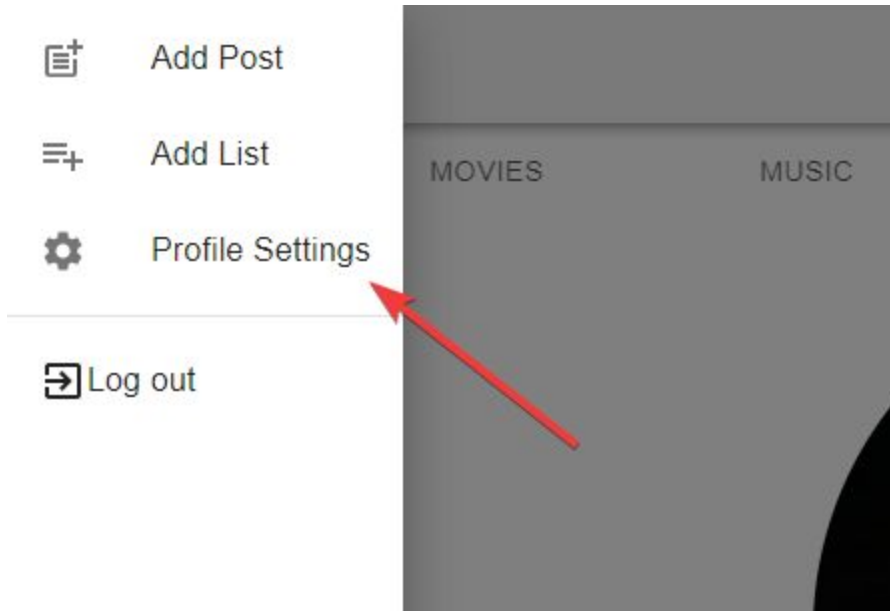 Add Post
Add List
MOVIES
MUSIC
Profile Settings
Log out